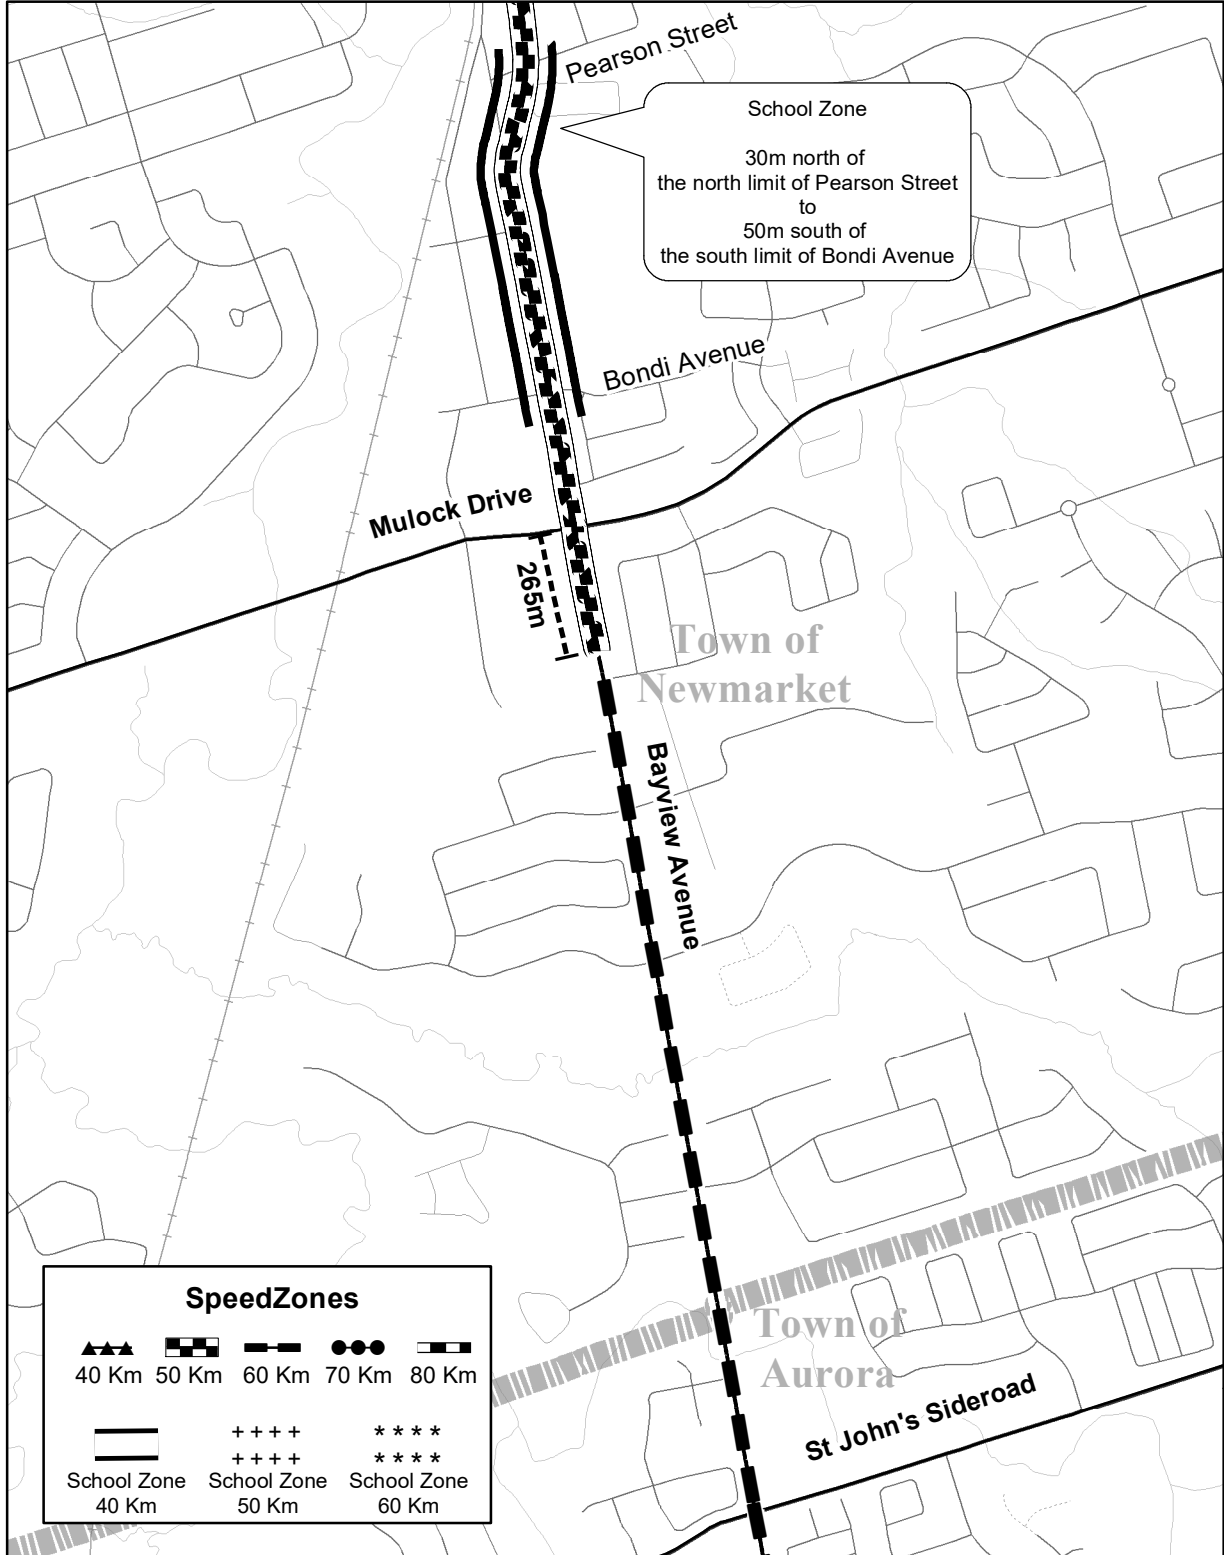 Pearson Street
School Zone
30m north of
the north limit of Pearson Street
to
50m south of
the south limit of Bondi Avenue
Bondi Avenue
Mulock Drive
265m
Town of
Newmarket
Bayview Avenue
Town of
Aurora
St John's Sideroad
SpeedZones
40 Km 50 Km 60 Km 70 Km 80 Km
++++ ****
++++ ****
School Zone School Zone School Zone
40 Km 50 Km 60 Km